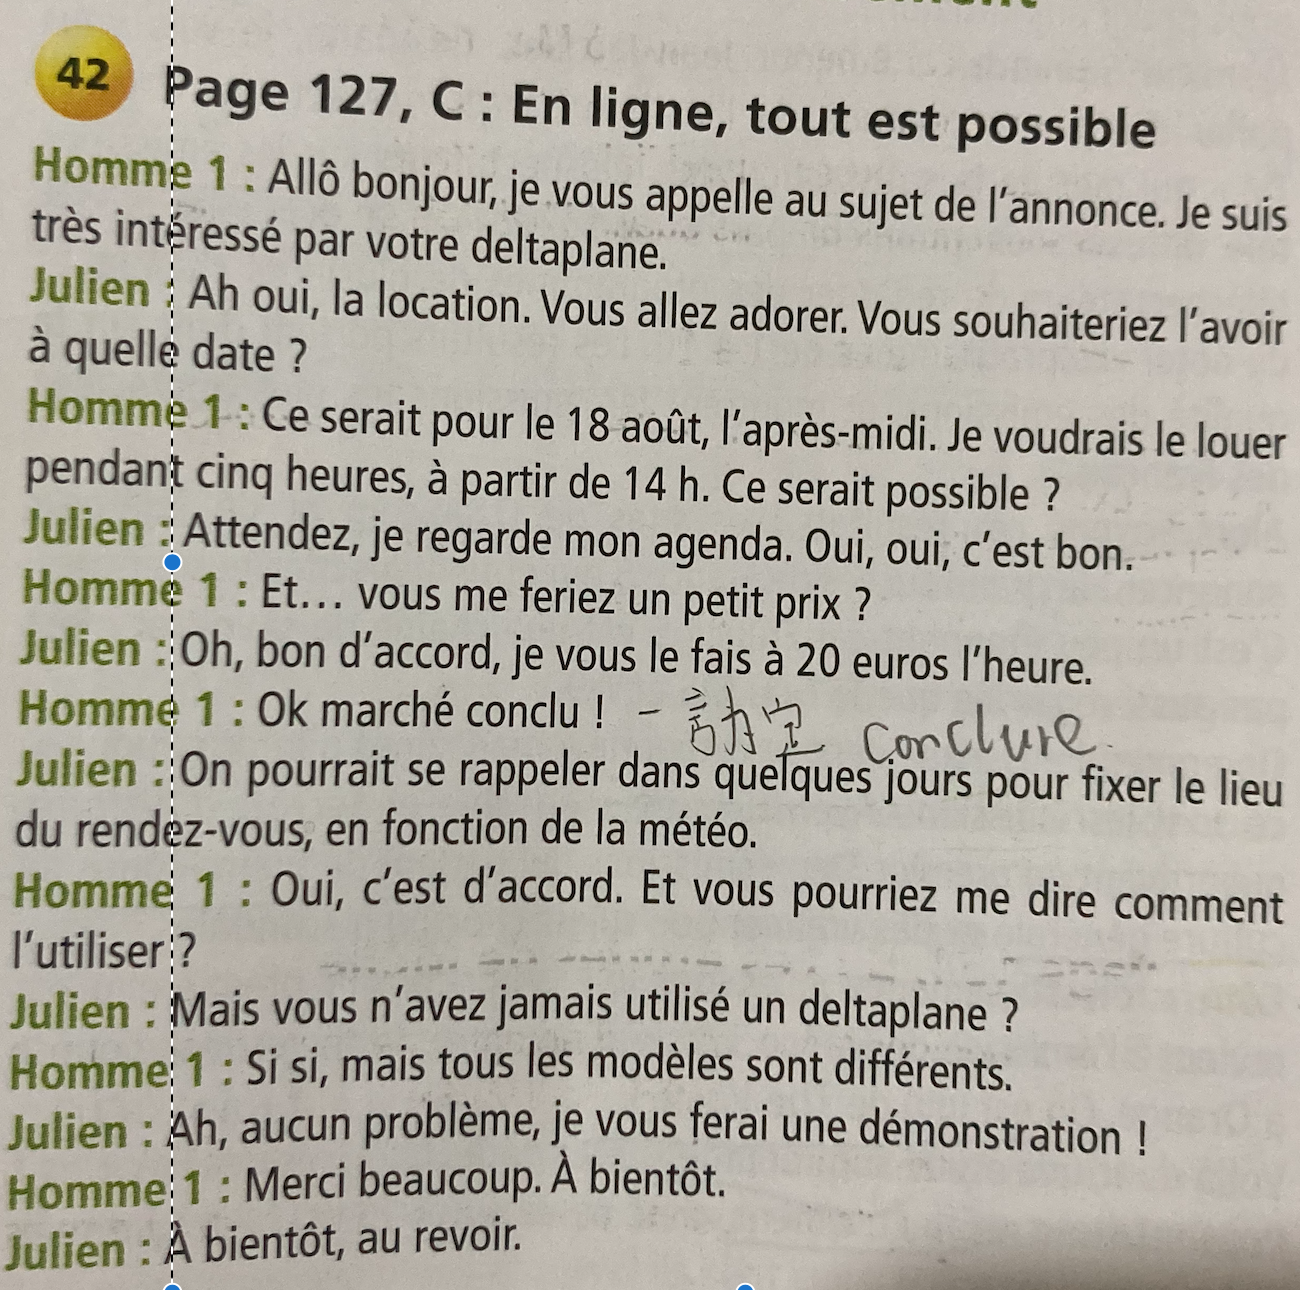 42 Page 127, C : En ligne, tout est possible
Homme 1 : Allô bonjour, je vous appelle au sujet de l'annonce. Je suis
très intéressé par votre deltaplane.
Julien : Ah oui, la location. Vous allez adorer. Vous souhaiteriez l'avoir
à quelle date ?
Homme 1 : Ce serait pour le 18 août, l'après-midi. Je voudrais le louer
pendant cinq heures, à partir de 14 h. Ce serait possible ?
Julien : Attendez, je regarde mon agenda. Oui, oui, c'est bon.
Homme 1 : Et... vous me feriez un petit prix ?
Julien : Oh, bon d'accord, je vous le fais à 20 euros l'heure.
Homme 1 : Ok marché conclu ! - 定 conclure
Julien : On pourrait se rappeler dans quelques jours pour fixer le lieu
du rendez-vous, en fonction de la météo.
Homme 1 : Oui, c'est d'accord. Et vous pourriez me dire comment
l'utiliser ?
Julien : Mais vous n'avez jamais utilisé un deltaplane ?
Homme 1 : Si si, mais tous les modèles sont différents.
Julien : Ah, aucun problème, je vous ferai une démonstration !
Homme 1 : Merci beaucoup. À bientôt.
Julien : À bientôt, au revoir.